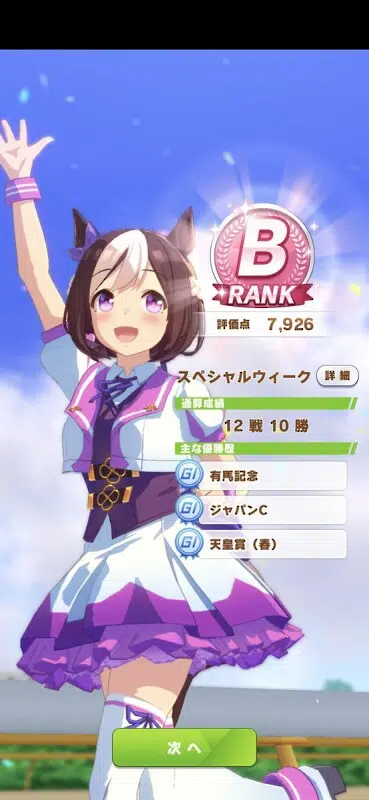 B
RANK
評価点 7,926
スペシャルウィーク 詳細
通算成績
12 戦 10 勝
主な優勝歴
GI 有馬記念
GI ジャパンC
GI 天皇賞（春）
次へ